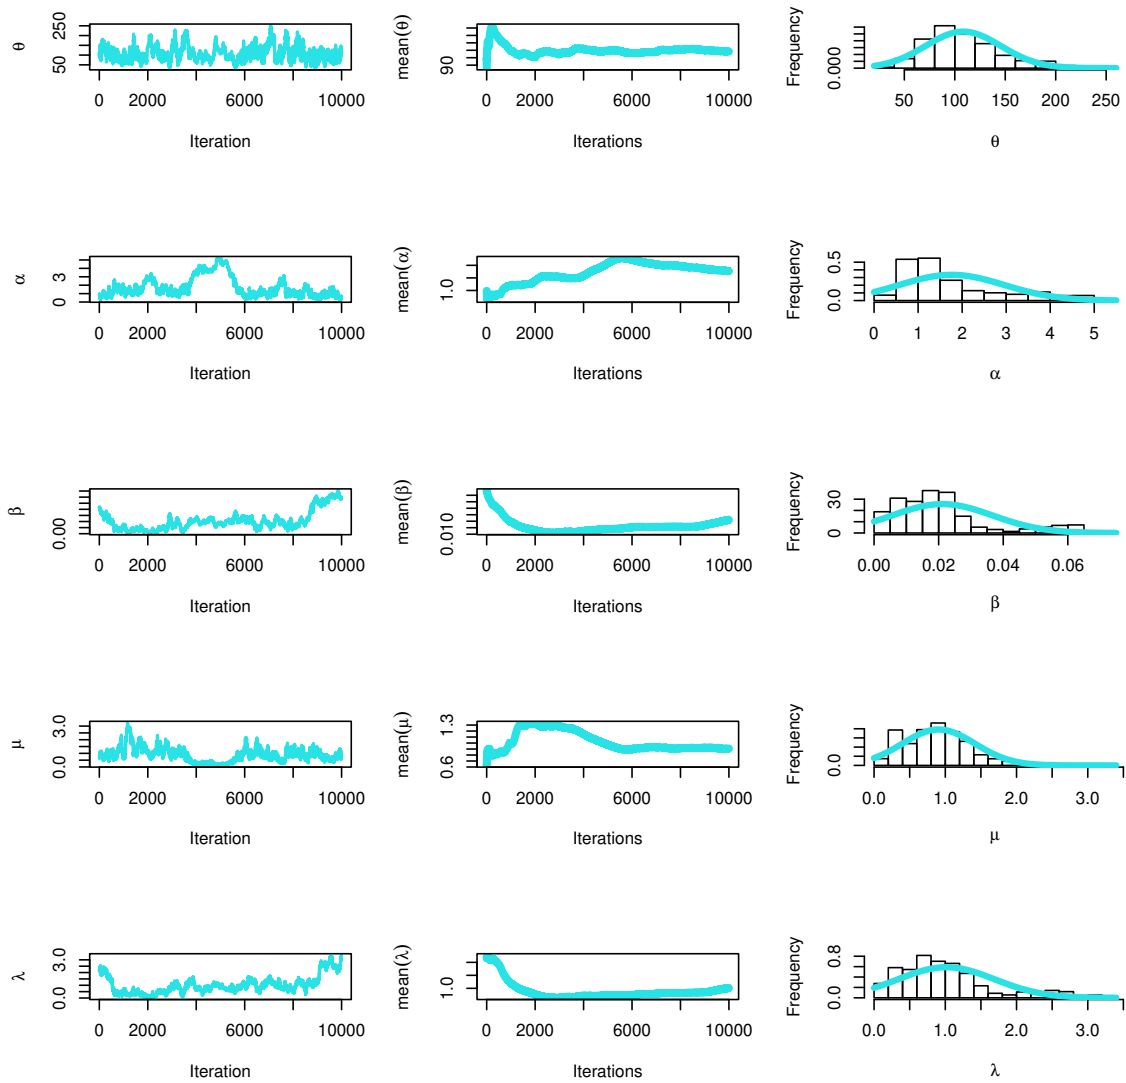 θ
50 250
0 2000 6000 10000
Iteration
mean(θ)
90
0 2000 6000 10000
Iterations
Frequency
0.000
50 100 150 200 250
θ
α
0 3
0 2000 6000 10000
Iteration
mean(α)
1.0
0 2000 6000 10000
Iterations
Frequency
0.0 0.5
0 1 2 3 4 5
α
β
0.00
0 2000 6000 10000
Iteration
mean(β)
0.010
0 2000 6000 10000
Iterations
Frequency
0 30
0.00 0.02 0.04 0.06
β
μ
0.0 3.0
0 2000 6000 10000
Iteration
mean(μ)
0.6 1.3
0 2000 6000 10000
Iterations
Frequency
0.0
0.0 1.0 2.0 3.0
μ
λ
0.0 3.0
0 2000 6000 10000
Iteration
mean(λ)
1.0
0 2000 6000 10000
Iterations
Frequency
0.0 0.8
0.0 1.0 2.0 3.0
λ